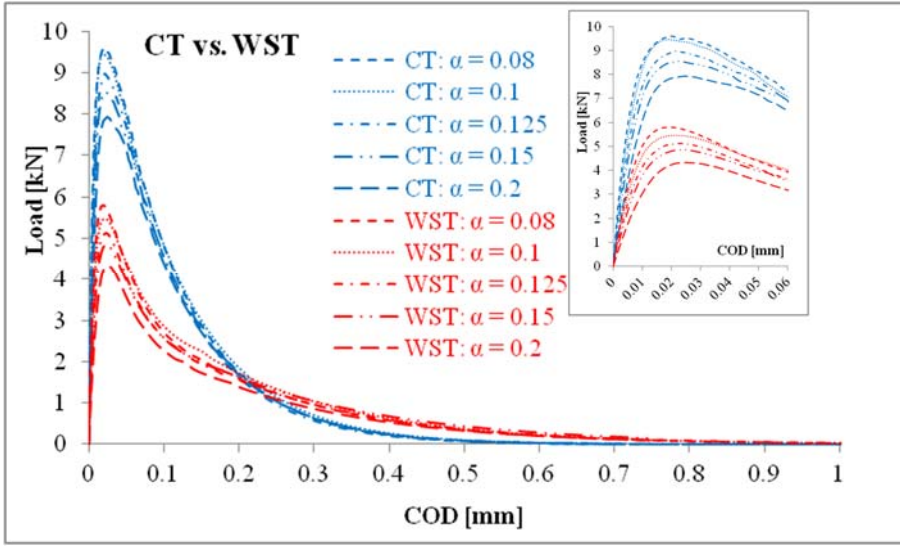 CT vs. WST
Load [kN]
10
9
8
7
6
5
4
3
2
1
0
0
0.1
0.2
0.3
0.4
0.5
0.6
0.7
0.8
0.9
1
COD [mm]
CT: α = 0.08
CT: α = 0.1
CT: α = 0.125
CT: α = 0.15
CT: α = 0.2
WST: α = 0.08
WST: α = 0.1
WST: α = 0.125
WST: α = 0.15
WST: α = 0.2
Load [kN]
10
9
8
7
6
5
4
3
2
1
0
COD [mm]
0
0.01
0.02
0.03
0.04
0.05
0.06